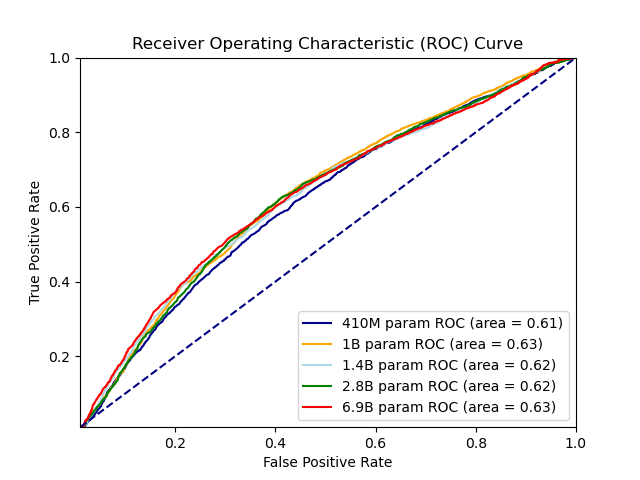 Receiver Operating Characteristic (ROC) Curve
1.0
0.8
0.6
0.4
0.2
True Positive Rate
410M param ROC (area = 0.61)
1B param ROC (area = 0.63)
1.4B param ROC (area = 0.62)
2.8B param ROC (area = 0.62)
6.9B param ROC (area = 0.63)
0.2 0.4 0.6 0.8 1.0
False Positive Rate